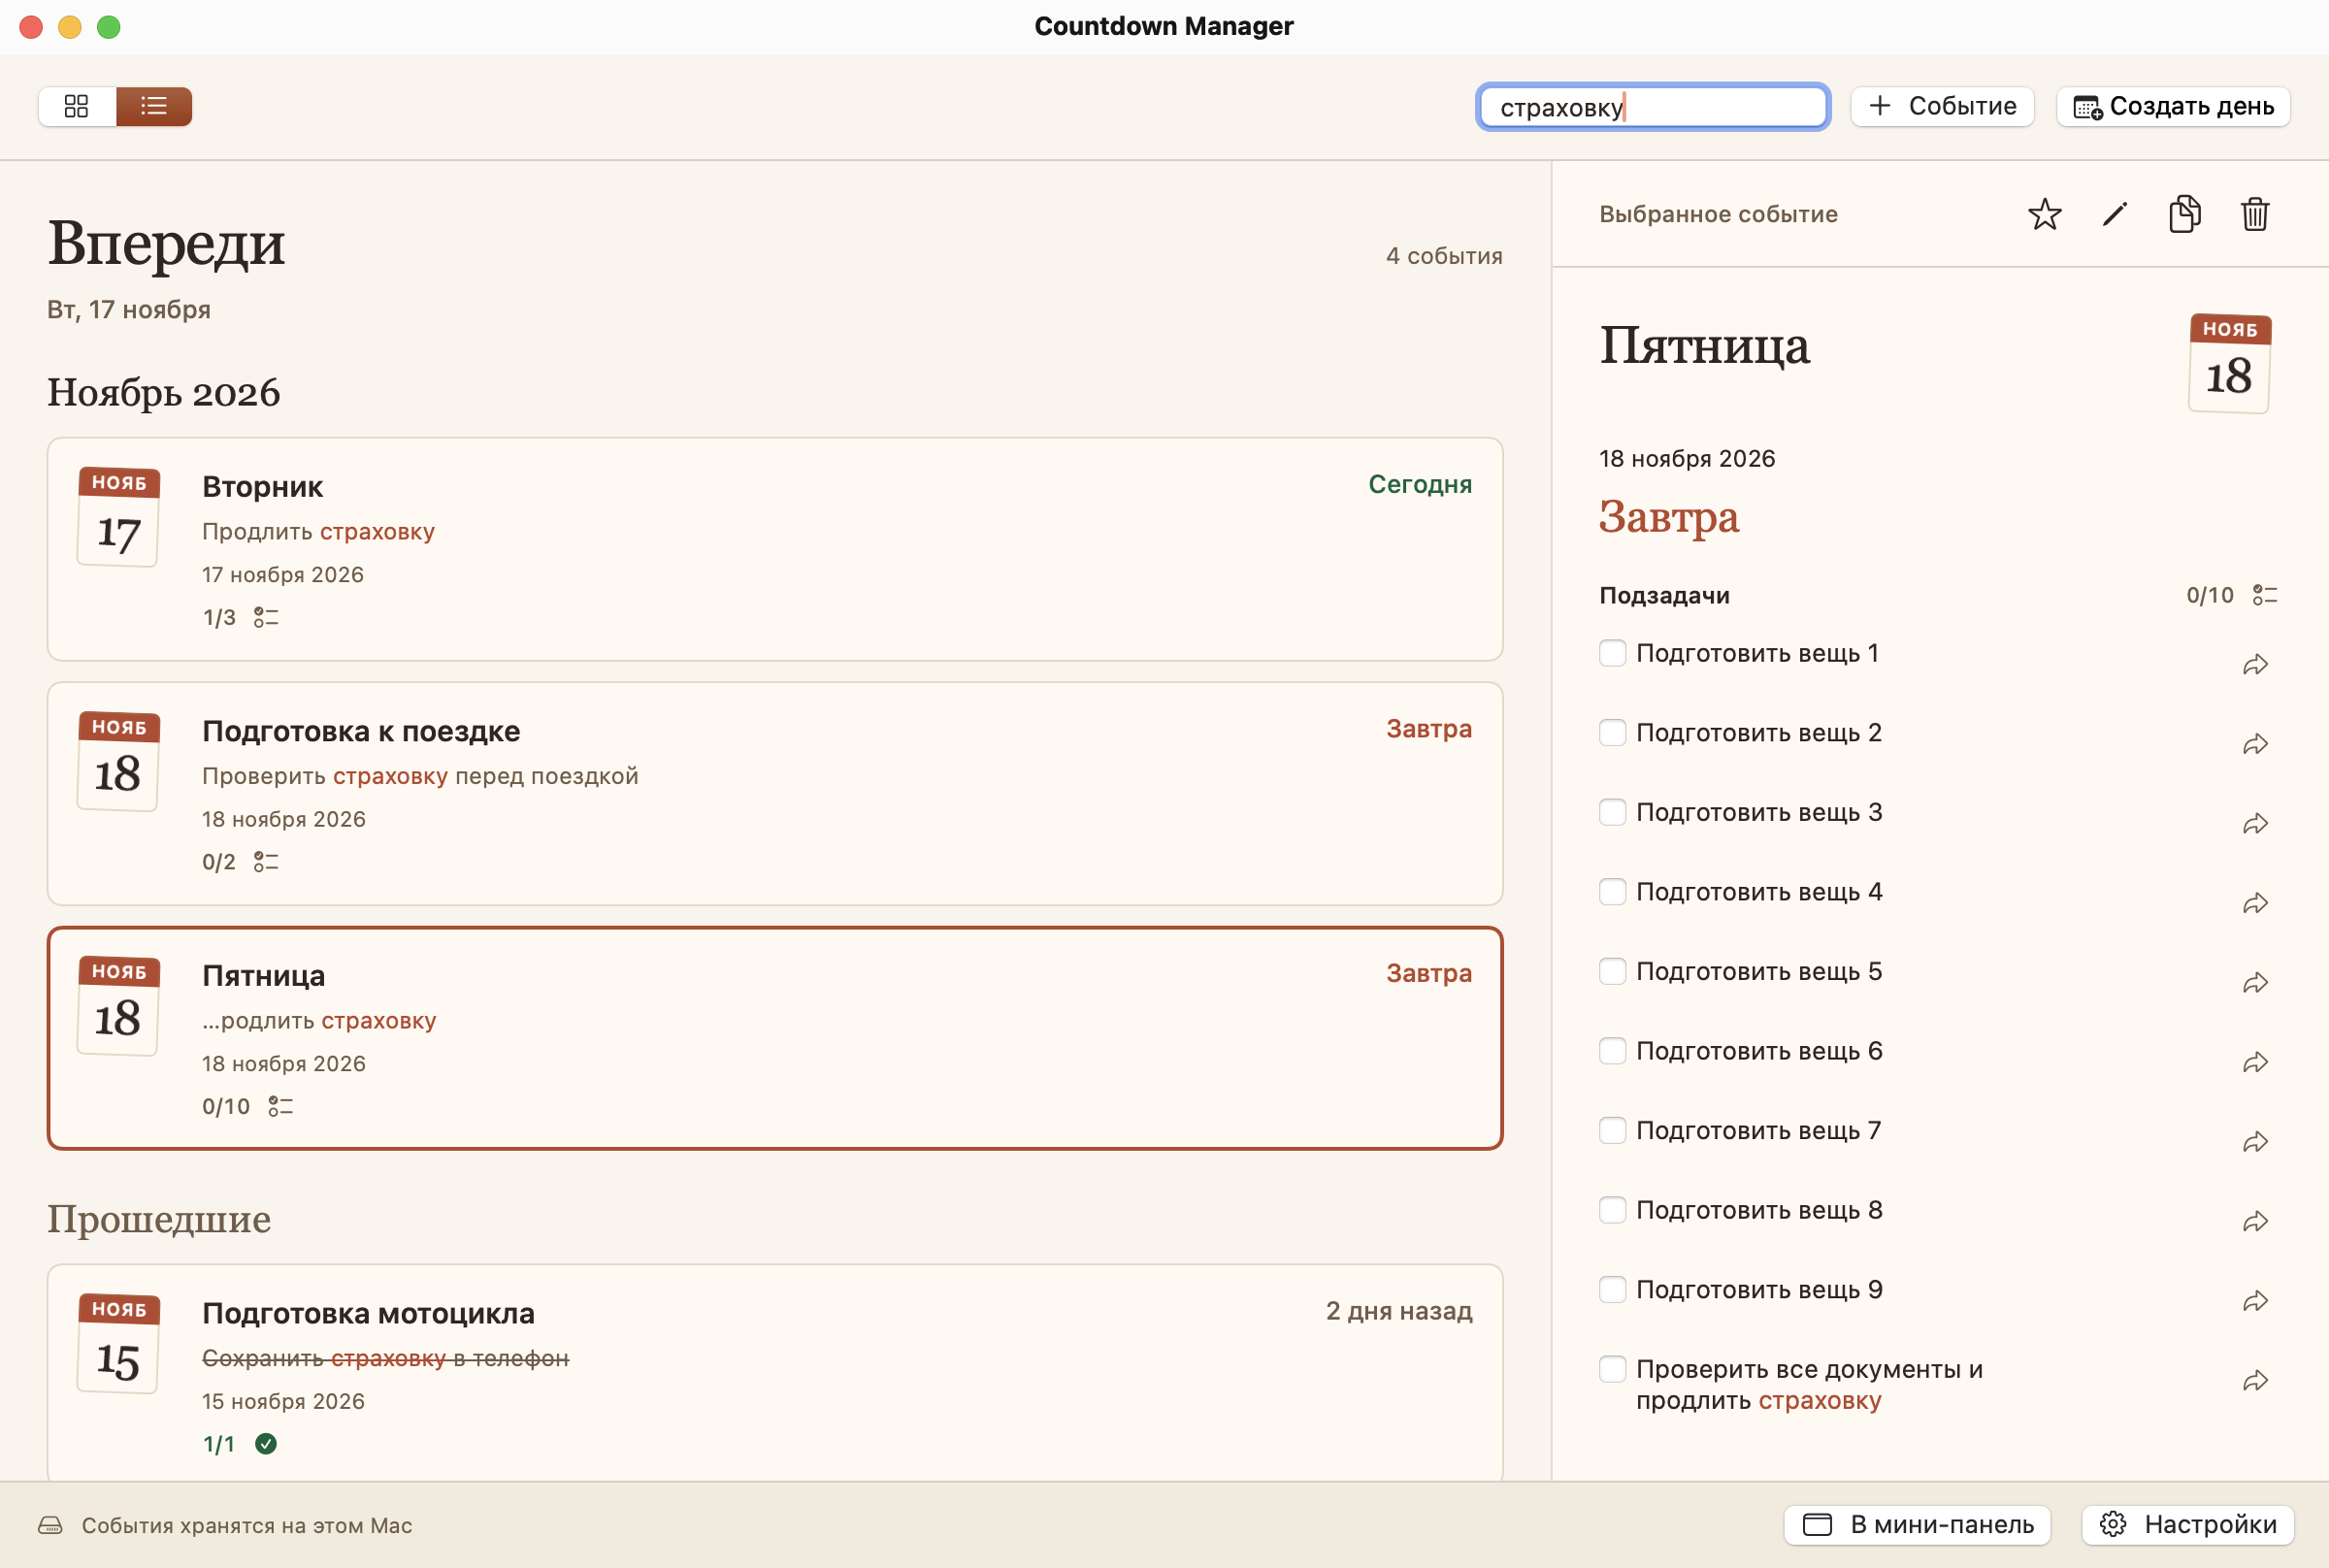 Countdown Manager
страховку
+ Событие
Создать день
Впереди
4 события
Вт, 17 ноября
Ноябрь 2026
НОЯБ
17
Вторник
Сегодня
Продлить страховку
17 ноября 2026
1/3
НОЯБ
18
Подготовка к поездке
Завтра
Проверить страховку перед поездкой
18 ноября 2026
0/2
НОЯБ
18
Пятница
Завтра
...родлить страховку
18 ноября 2026
0/10
Прошедшие
НОЯБ
15
Подготовка мотоцикла
2 дня назад
Сохранить страховку в телефон
15 ноября 2026
1/1
Выбранное событие
Пятница
НОЯБ
18
18 ноября 2026
Завтра
Подзадачи
0/10
Подготовить вещь 1
Подготовить вещь 2
Подготовить вещь 3
Подготовить вещь 4
Подготовить вещь 5
Подготовить вещь 6
Подготовить вещь 7
Подготовить вещь 8
Подготовить вещь 9
Проверить все документы и
продлить страховку
События хранятся на этом Mac
В мини-панель
Настройки